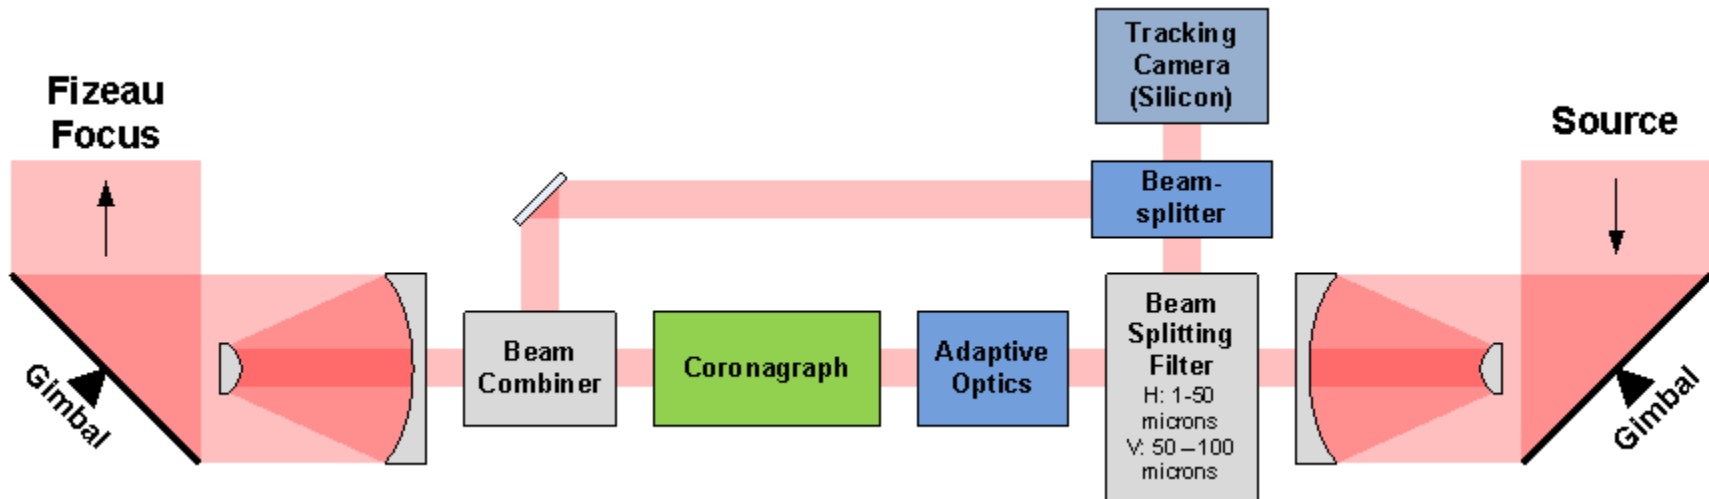 Fizeau
Focus
Gimbal
Beam
Combiner
Coronagraph
Adaptive
Optics
Tracking
Camera
(Silicon)
Beam-
splitter
Beam
Splitting
Filter
H: 1-50
microns
V: 50 – 100
microns
Source
Gimbal